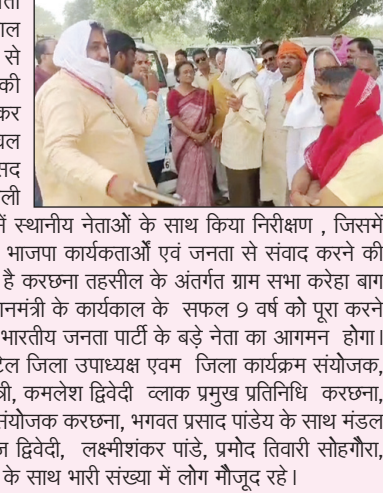 ता
ाल
से
की
कर
ल
सद
ली
में स्थानीय नेताओं के साथ किया निरीक्षण , जिसमें
भाजपा कार्यकर्ताओं एवं जनता से संवाद करने की
है करछना तहसील के अंतर्गत ग्राम सभा करेहा बाग
ानमंत्री के कार्यकाल के सफल 9 वर्ष को पूरा करने
भारतीय जनता पार्टी के बड़े नेता का आगमन होगा।
टेल जिला उपाध्यक्ष एवम जिला कार्यक्रम संयोजक,
त्री, कमलेश द्विवेदी व्लाक प्रमुख प्रतिनिधि करछना,
संयोजक करछना, भगवत प्रसाद पांडेय के साथ मंडल
ज द्विवेदी, लक्ष्मीशंकर पांडे, प्रमोद तिवारी सोहगौरा,
के साथ भारी संख्या में लोग मौजूद रहे।